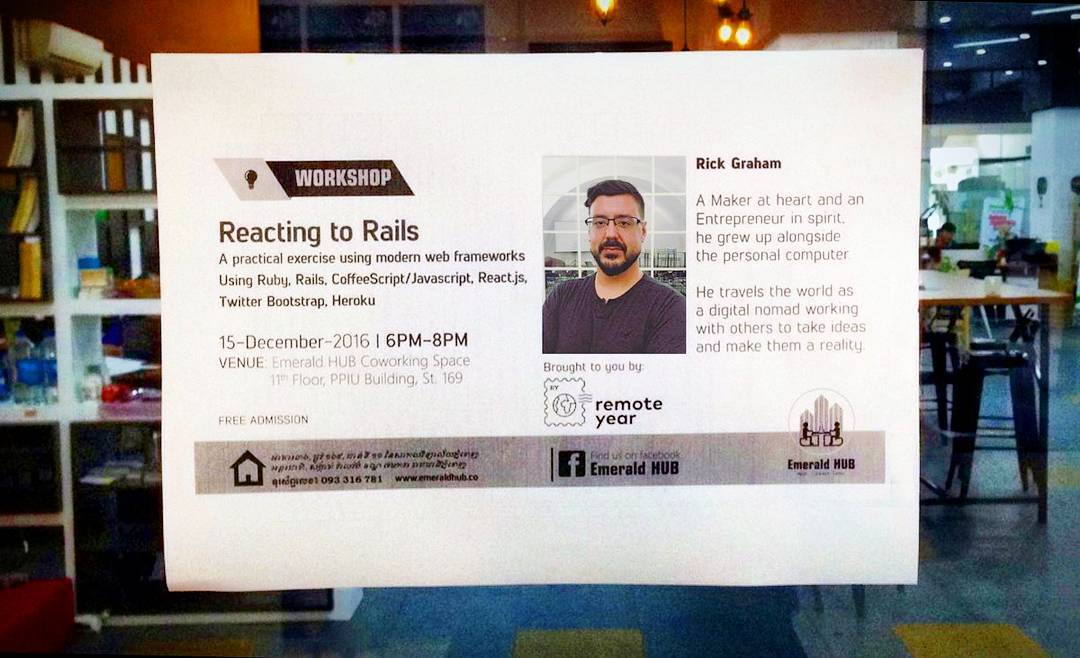 WORKSHOP
Reacting to Rails
A practical exercise using modern web frameworks
Using Ruby, Rails, CoffeeScript/Javascript, React.js,
Twitter Bootstrap, Heroku
15-December-2016 | 6PM-8PM
VENUE: Emerald HUB Coworking Space
11th Floor, PPIU Building, St. 169
FREE ADMISSION
Rick Graham
A Maker at heart and an
Entrepreneur in spirit,
he grew up alongside
the personal computer.
He travels the world as
a digital nomad working
with others to take ideas
and make them a reality.
Brought to you by:
RY
remote
year
093 316 781 www.emeraldhub.co
Find us on facebook
Emerald HUB
Emerald HUB